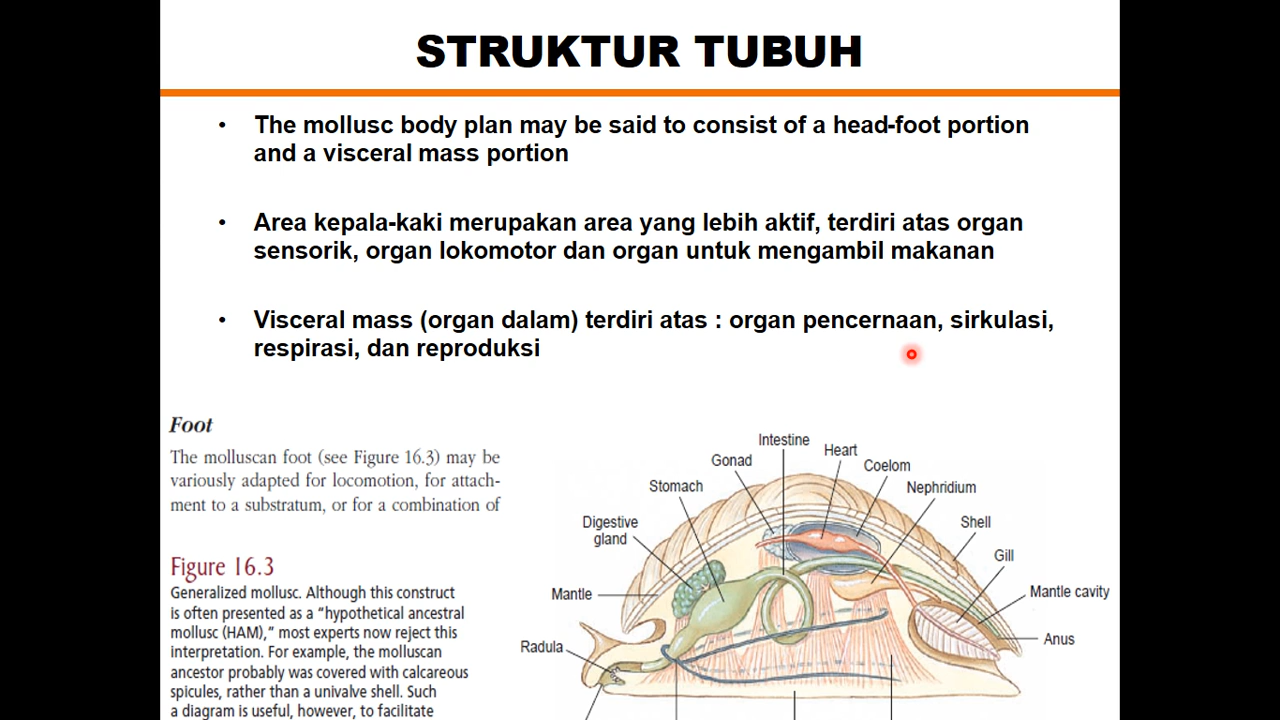 STRUKTUR TUBUH
• The mollusc body plan may be said to consist of a head-foot portion
and a visceral mass portion
• Area kepala-kaki merupakan area yang lebih aktif, terdiri atas organ
sensorik, organ lokomotor dan organ untuk mengambil makanan
• Visceral mass (organ dalam) terdiri atas : organ pencernaan, sirkulasi,
respirasi, dan reproduksi
Foot
The molluscan foot (see Figure 16.3) may be
variously adapted for locomotion, for attach-
ment to a substratum, or for a combination of
Figure 16.3
Generalized mollusc. Although this construct
is often presented as a “hypothetical ancestral
mollusc (HAM),” most experts now reject this
interpretation. For example, the molluscan
ancestor probably was covered with calcareous
spicules, rather than a univalve shell. Such
a diagram is useful, however, to facilitate
Intestine
Heart
Gonad
Coelom
Stomach
Nephridium
Digestive
gland
Shell
Gill
Mantle
Mantle cavity
Anus
Radula